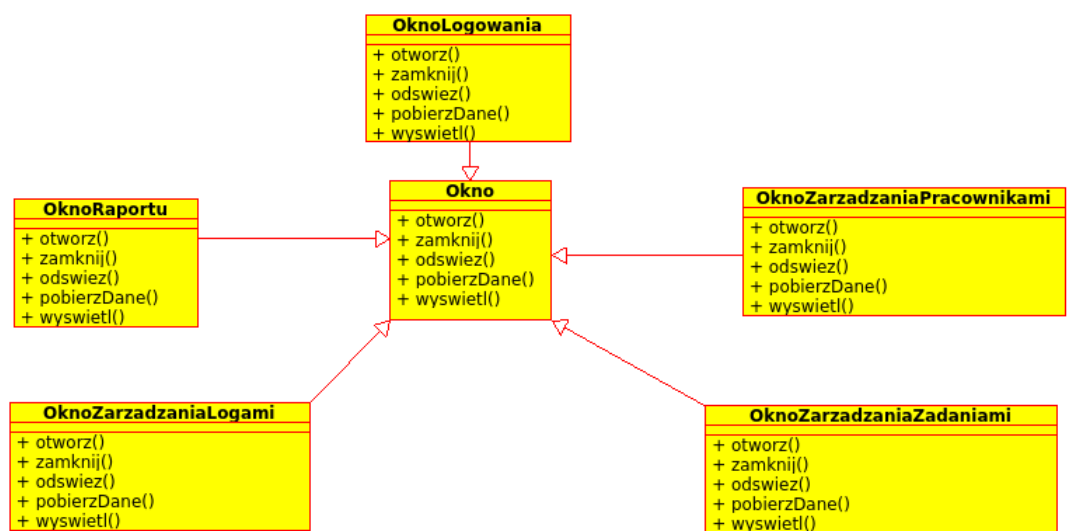 OknoLogowania
+ otworz()
+ zamknij()
+ odswiez()
+ pobierzDane()
+ wyswietl()
Okno
+ otworz()
+ zamknij()
+ odswiez()
+ pobierzDane()
+ wyswietl()
OknoRaportu
+ otworz()
+ zamknij()
+ odswiez()
+ pobierzDane()
+ wyswietl()
OknoZarzadzaniaPracownikami
+ otworz()
+ zamknij()
+ odswiez()
+ pobierzDane()
+ wyswietl()
OknoZarzadzaniaLogami
+ otworz()
+ zamknij()
+ odswiez()
+ pobierzDane()
+ wyswietl()
OknoZarzadzaniaZadaniami
+ otworz()
+ zamknij()
+ odswiez()
+ pobierzDane()
+ wyswietl()